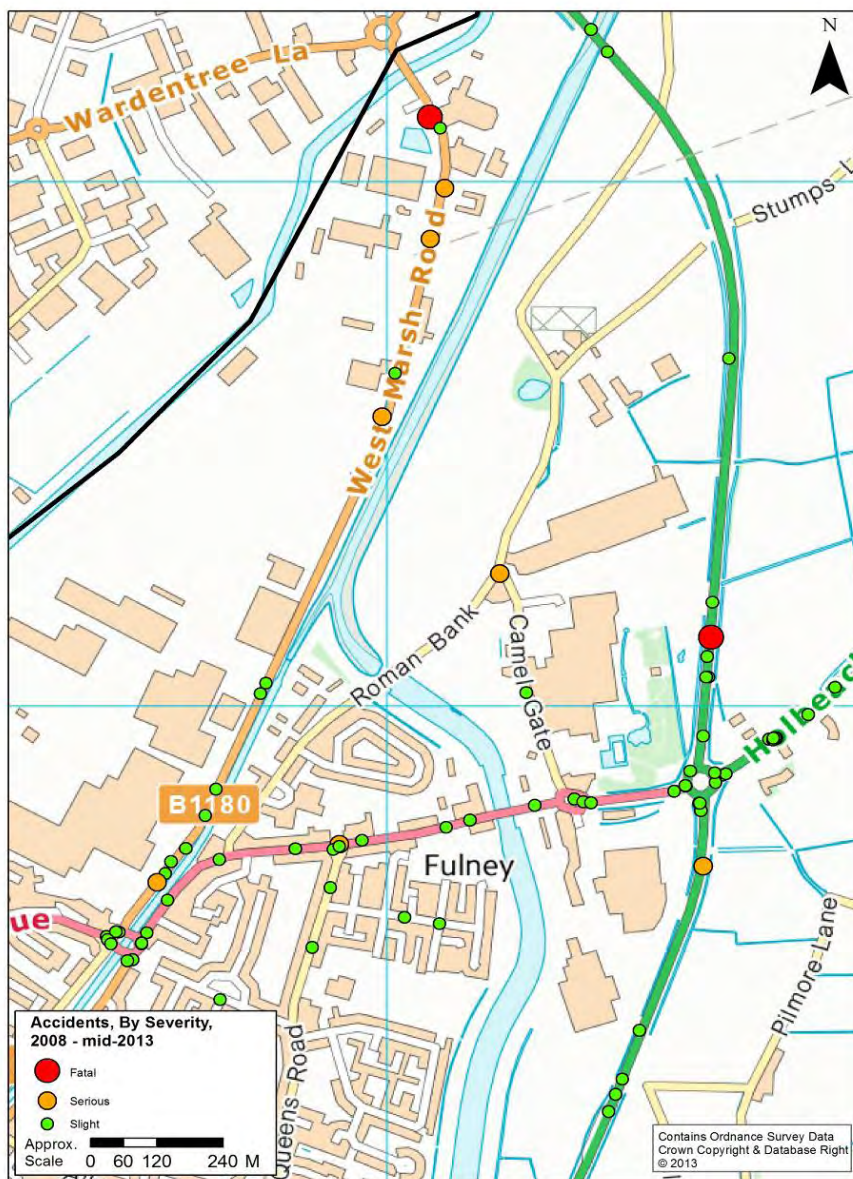 N
Wardentree La
Stumps
West Marsh Road
Roman Bank
Camel Gate
Holbeach
B1180
Fulney
ue
Pilmore Lane
Queens Road
Accidents, By Severity,
2008 - mid-2013
Fatal
Serious
Slight
Approx.
Scale 0 60 120 240 M
Contains Ordnance Survey Data
Crown Copyright & Database Right
© 2013